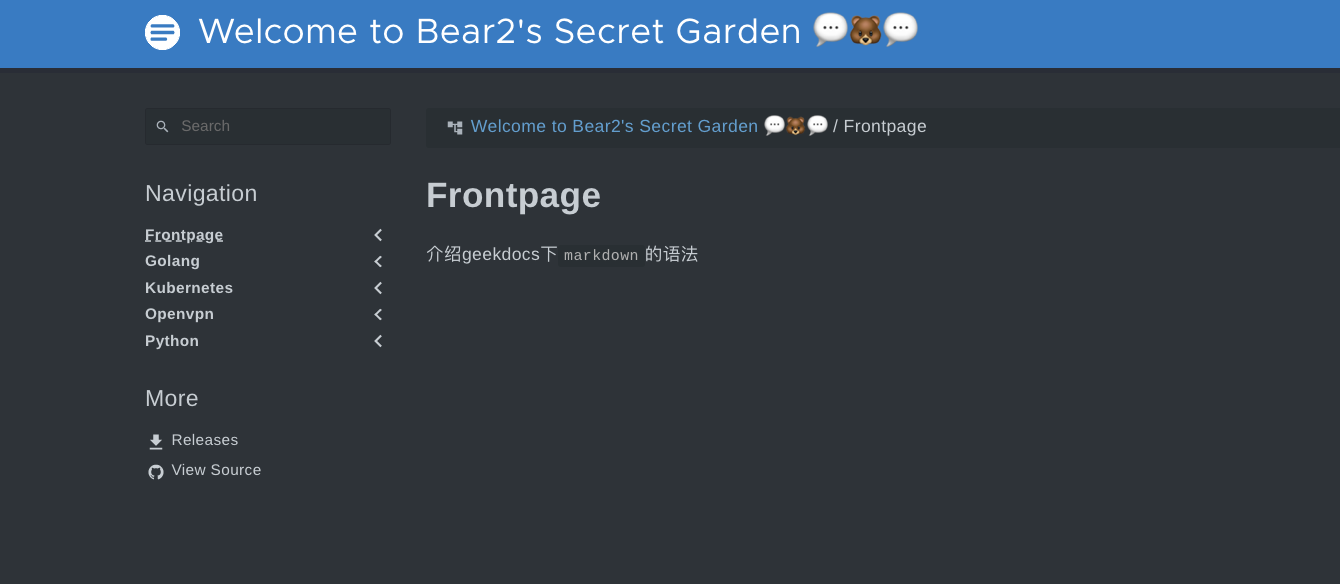 Welcome to Bear2's Secret Garden 💬🐻💬
Search
Welcome to Bear2's Secret Garden 💬🐻💬 / Frontpage
Navigation
Frontpage
Golang
Kubernetes
Openvpn
Python
More
Releases
View Source
Frontpage
介绍geekdocs下 markdown 的语法